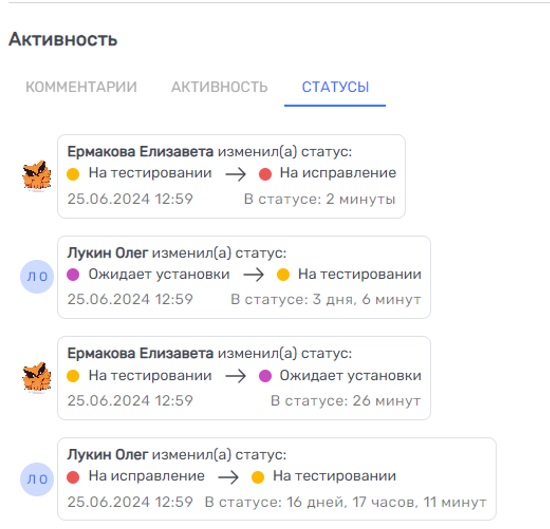 Активность
КОММЕНТАРИИ АКТИВНОСТЬ СТАТУСЫ
Ермакова Елизавета изменил(а) статус:
На тестировании → На исправление
25.06.2024 12:59 В статусе: 2 минуты
Лукин Олег изменил(а) статус:
ЛО Ожидает установки → На тестировании
25.06.2024 12:59 В статусе: 3 дня, 6 минут
Ермакова Елизавета изменил(а) статус:
На тестировании → Ожидает установки
25.06.2024 12:59 В статусе: 26 минут
Лукин Олег изменил(а) статус:
ЛО На исправление → На тестировании
25.06.2024 12:59 В статусе: 16 дней, 17 часов, 11 минут